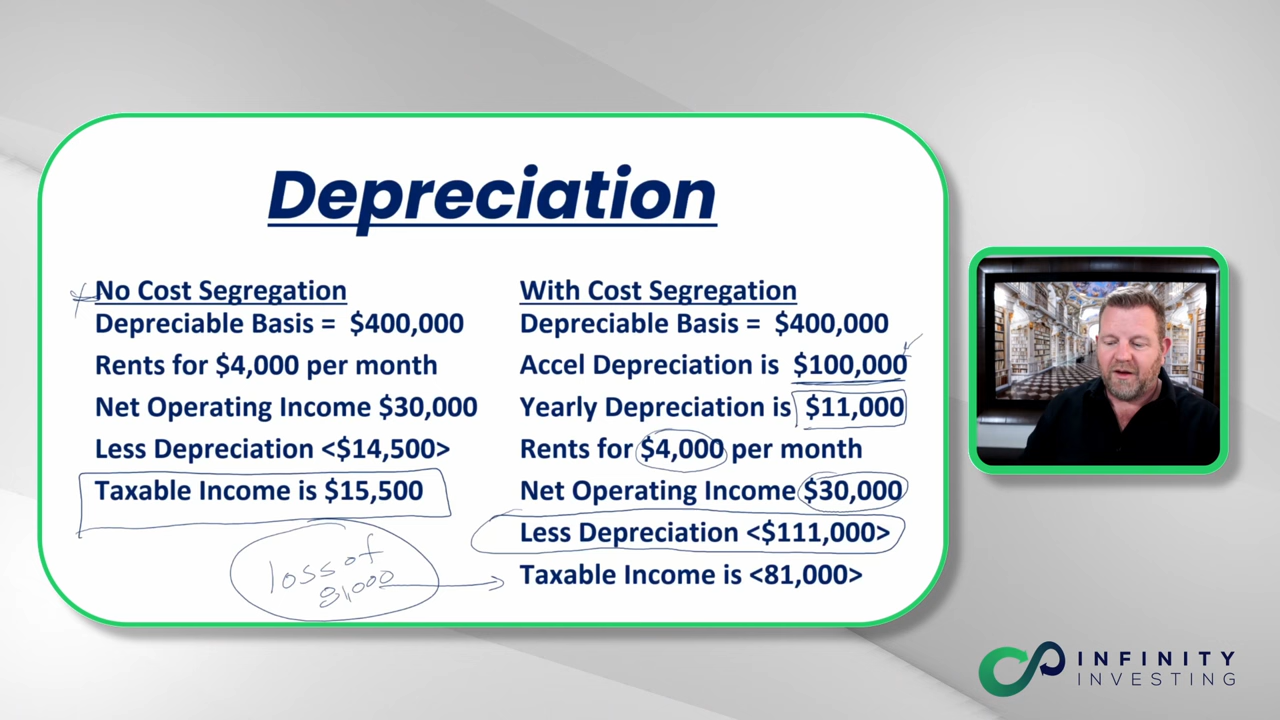 Depreciation
No Cost Segregation
Depreciable Basis = $400,000
Rents for $4,000 per month
Net Operating Income $30,000
Less Depreciation <$14,500>
Taxable Income is $15,500
loss of
81,000
With Cost Segregation
Depreciable Basis = $400,000
Accel Depreciation is $100,000
Yearly Depreciation is $11,000
Rents for $4,000 per month
Net Operating Income $30,000
Less Depreciation <$111,000>
Taxable Income is <81,000>
INFINITY
INVESTING